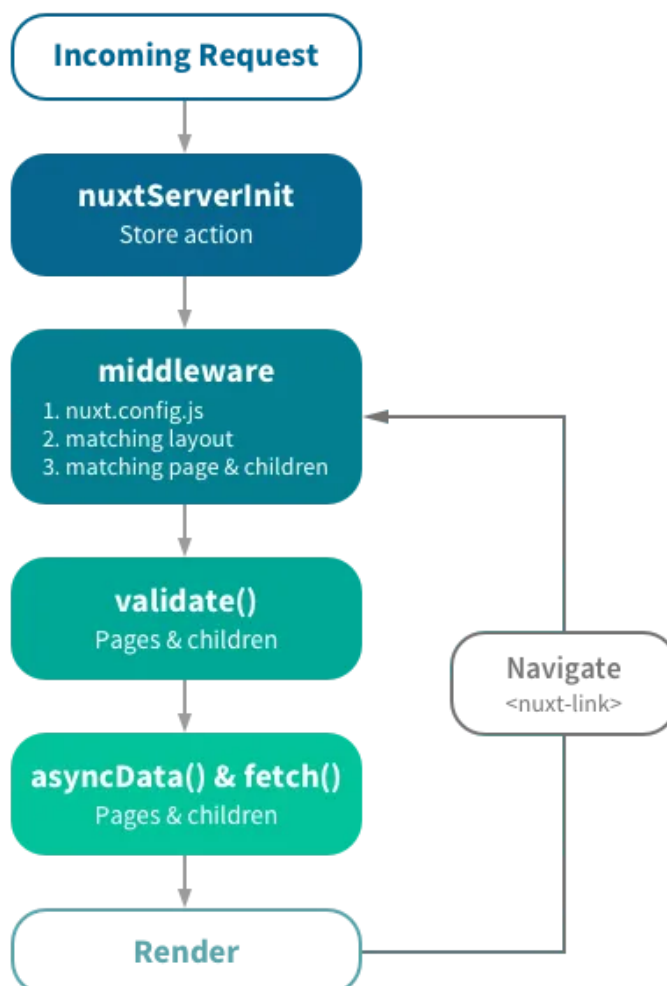 Incoming Request
nuxtServerInit
Store action
middleware
1. nuxt.config.js
2. matching layout
3. matching page & children
validate()
Pages & children
Navigate
<nuxt-link>
asyncData() & fetch()
Pages & children
Render